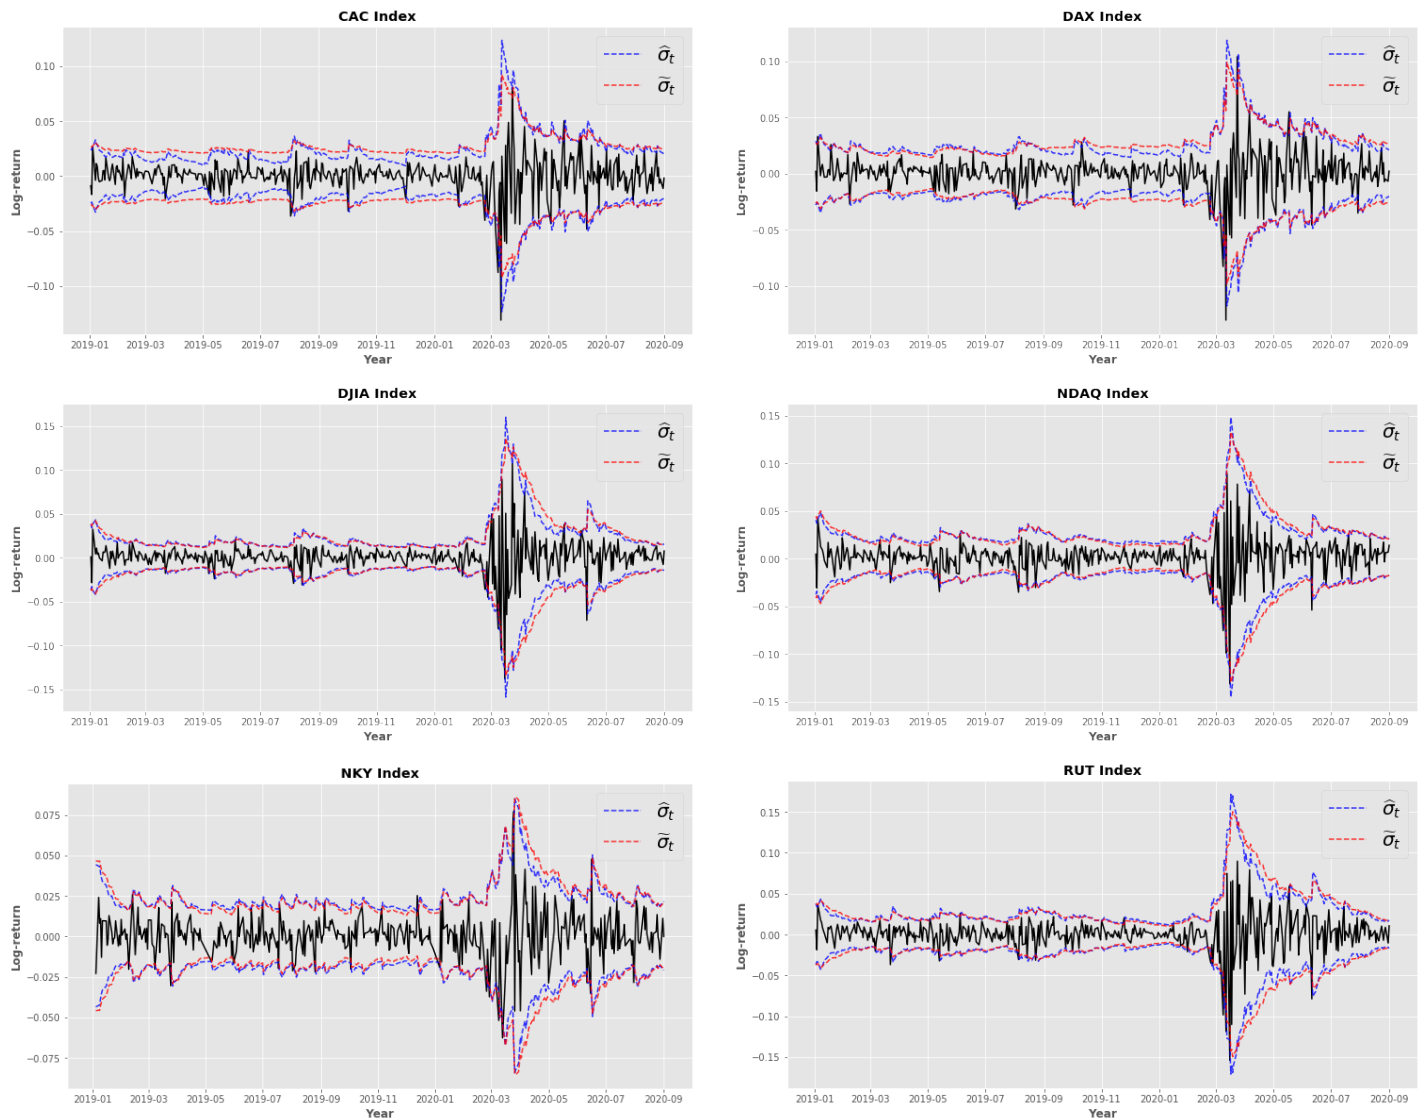 CAC Index
Log-return
0.10
0.05
0.00
−0.05
−0.10
σ̂t
σ̃t
2019-01 2019-03 2019-05 2019-07 2019-09 2019-11 2020-01 2020-03 2020-05 2020-07 2020-09
Year
DAX Index
Log-return
0.10
0.05
0.00
−0.05
−0.10
σ̂t
σ̃t
2019-01 2019-03 2019-05 2019-07 2019-09 2019-11 2020-01 2020-03 2020-05 2020-07 2020-09
Year
DJIA Index
Log-return
0.15
0.10
0.05
0.00
−0.05
−0.10
−0.15
σ̂t
σ̃t
2019-01 2019-03 2019-05 2019-07 2019-09 2019-11 2020-01 2020-03 2020-05 2020-07 2020-09
Year
NDAQ Index
Log-return
0.15
0.10
0.05
0.00
−0.05
−0.10
−0.15
σ̂t
σ̃t
2019-01 2019-03 2019-05 2019-07 2019-09 2019-11 2020-01 2020-03 2020-05 2020-07 2020-09
Year
NKY Index
Log-return
0.075
0.050
0.025
0.000
−0.025
−0.050
−0.075
σ̂t
σ̃t
2019-01 2019-03 2019-05 2019-07 2019-09 2019-11 2020-01 2020-03 2020-05 2020-07 2020-09
Year
RUT Index
Log-return
0.15
0.10
0.05
0.00
−0.05
−0.10
−0.15
σ̂t
σ̃t
2019-01 2019-03 2019-05 2019-07 2019-09 2019-11 2020-01 2020-03 2020-05 2020-07 2020-09
Year